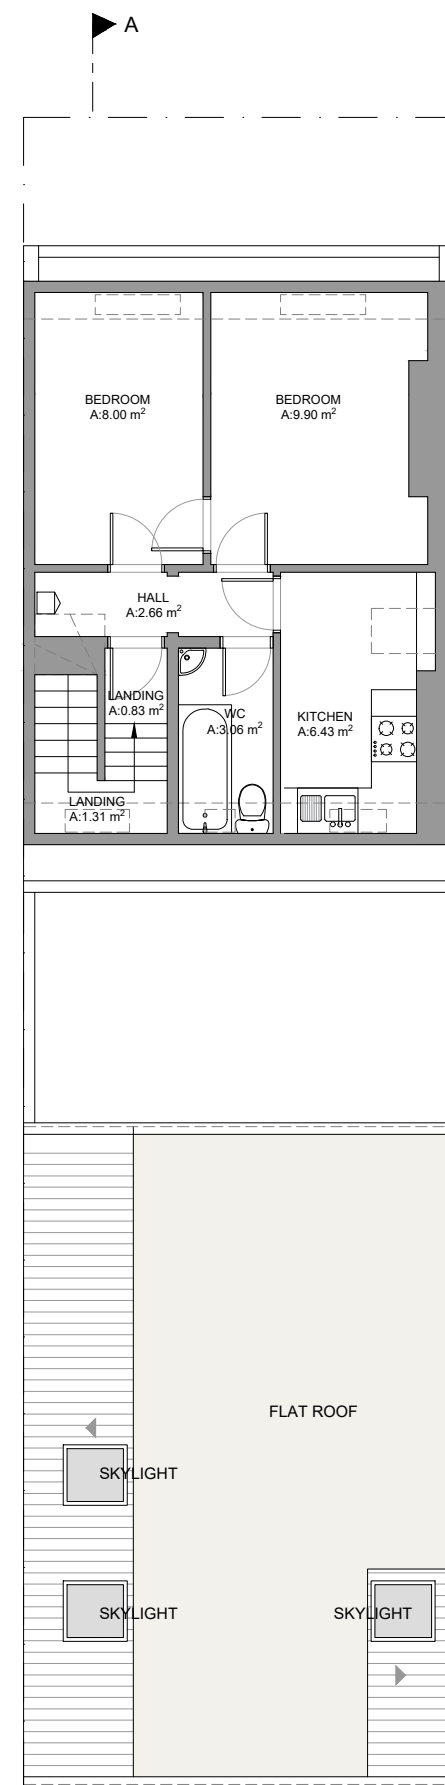 A
BEDROOM
A:8.00 m²
BEDROOM
A:9.90 m²
HALL
A:2.66 m²
LANDING
A:0.83 m²
WC
A:3.06 m²
KITCHEN
A:6.43 m²
LANDING
A:1.31 m²
FLAT ROOF
SKYLIGHT
SKYLIGHT
SKYLIGHT